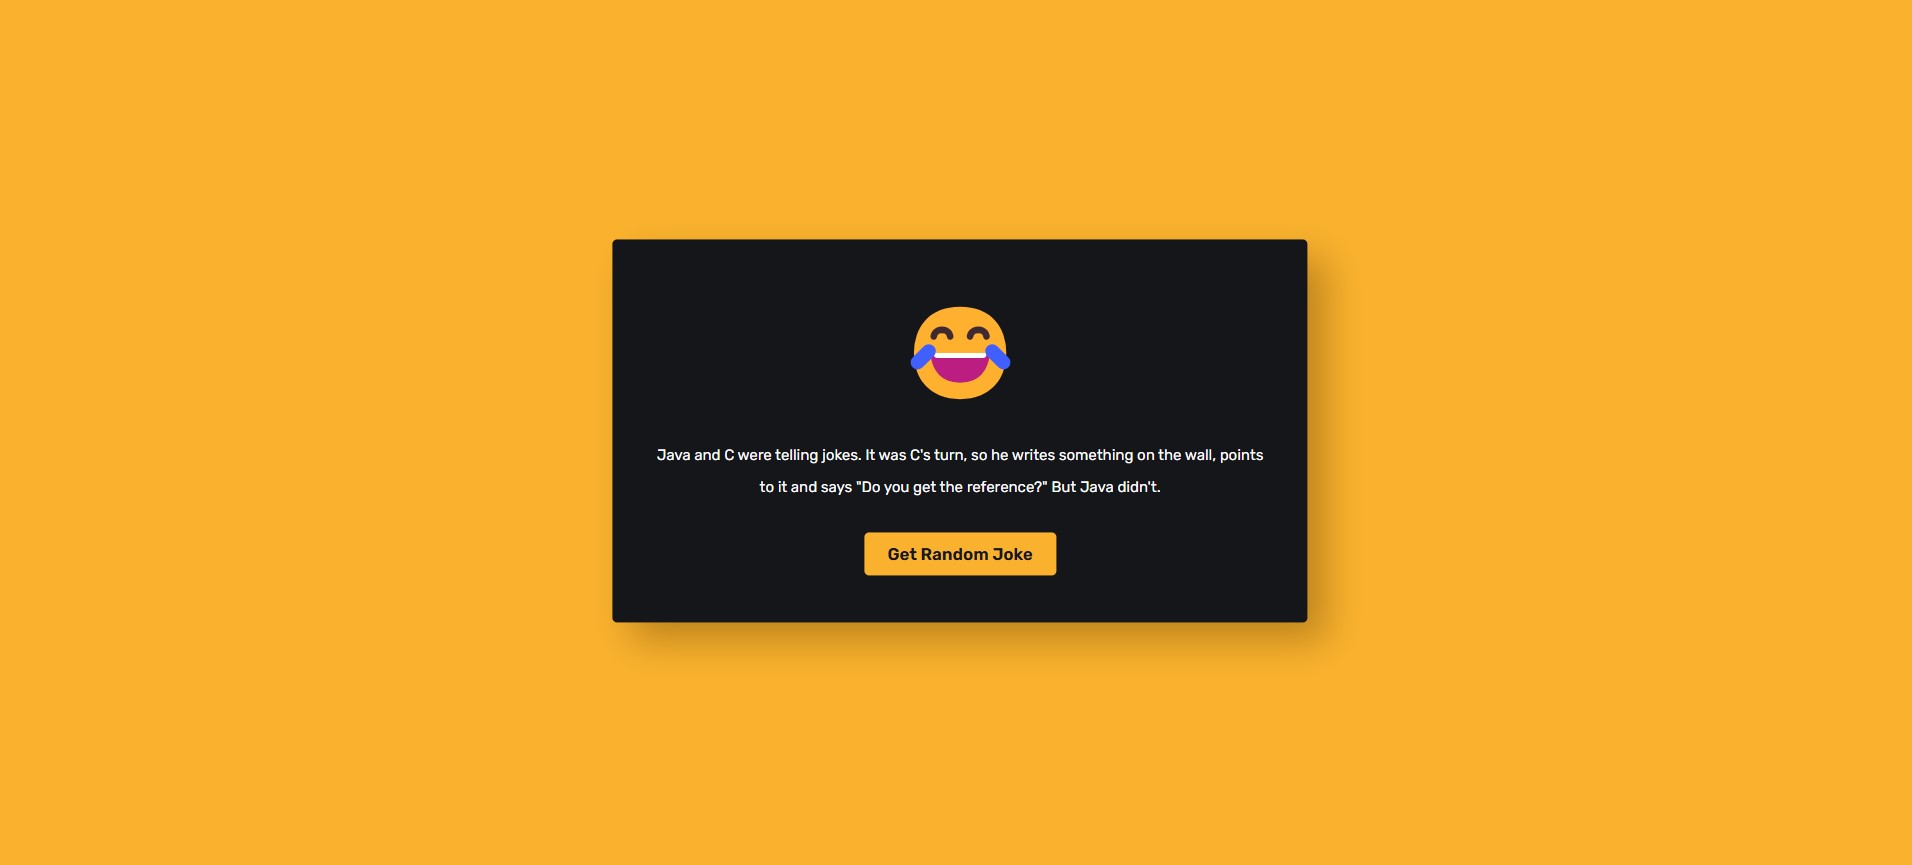 Java and C were telling jokes. It was C's turn, so he writes something on the wall, points
to it and says "Do you get the reference?" But Java didn't.
Get Random Joke